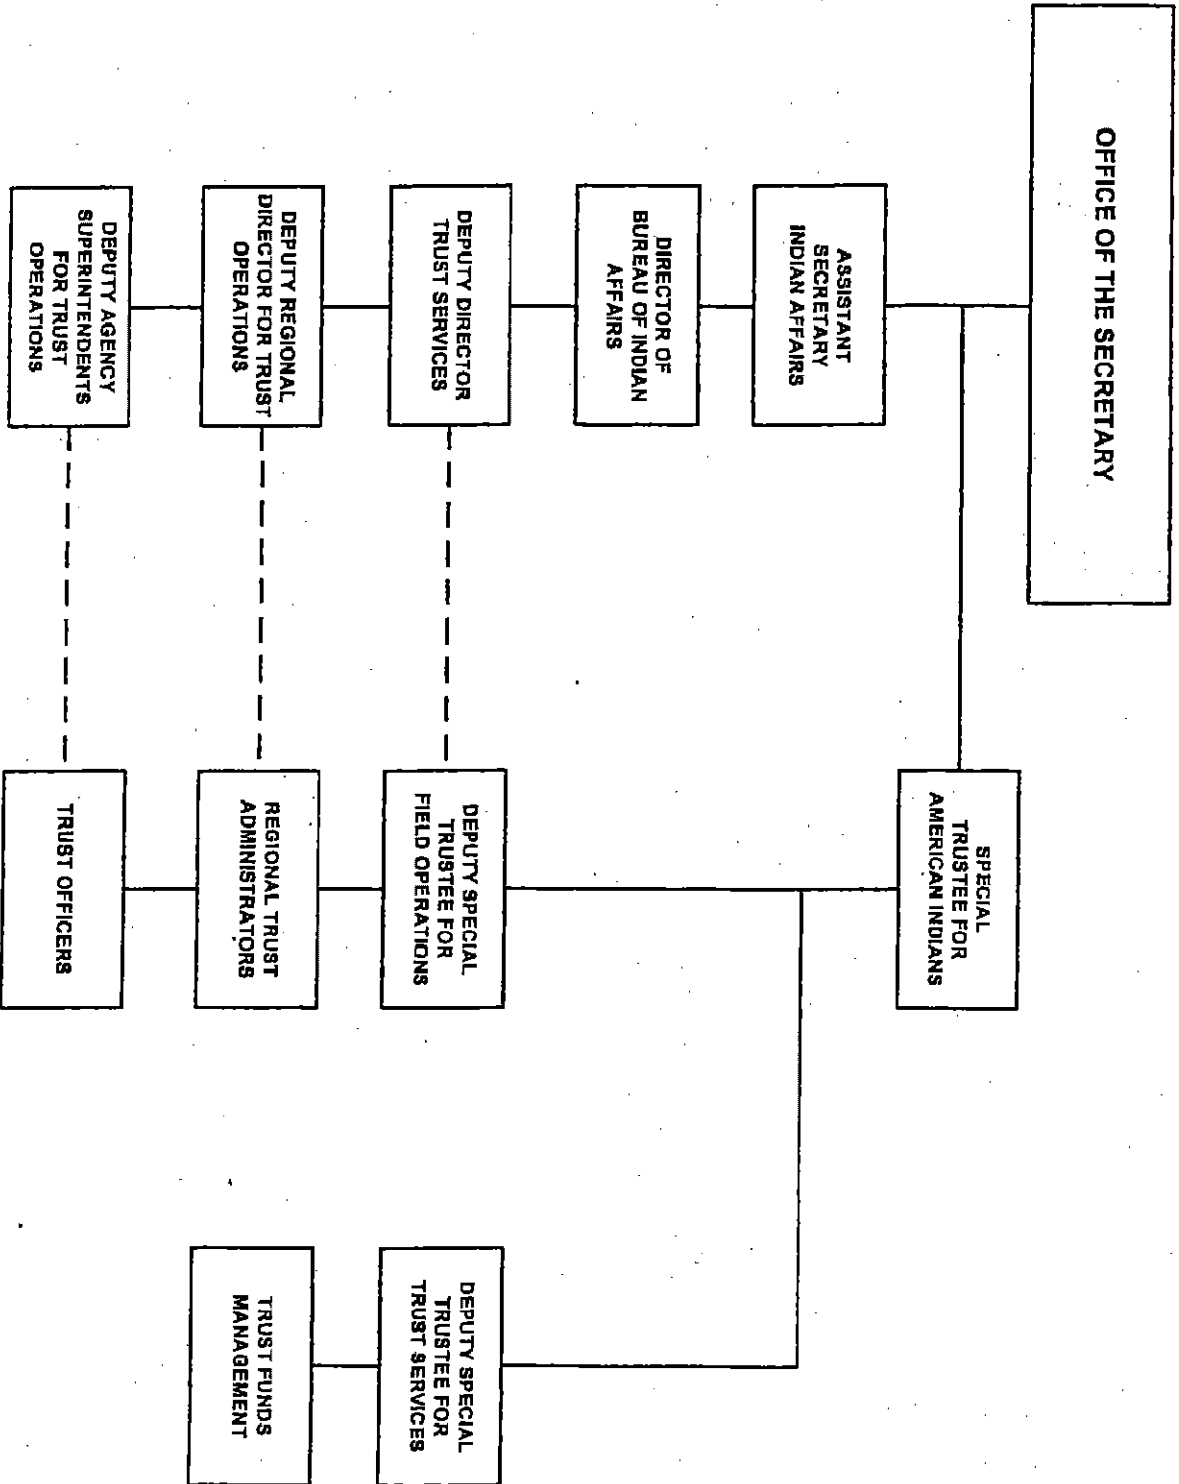 OFFICE OF THE SECRETARY
ASSISTANT
SECRETARY
INDIAN AFFAIRS
DIRECTOR OF
BUREAU OF INDIAN
AFFAIRS
DEPUTY DIRECTOR
TRUST SERVICES
DEPUTY REGIONAL
DIRECTOR FOR TRUST
OPERATIONS
DEPUTY AGENCY
SUPERINTENDENTS
FOR TRUST
OPERATIONS
SPECIAL
TRUSTEE FOR
AMERICAN INDIANS
DEPUTY SPECIAL
TRUSTEE FOR
FIELD OPERATIONS
REGIONAL TRUST
ADMINISTRATORS
TRUST OFFICERS
DEPUTY SPECIAL
TRUSTEE FOR
TRUST SERVICES
TRUST FUNDS
MANAGEMENT